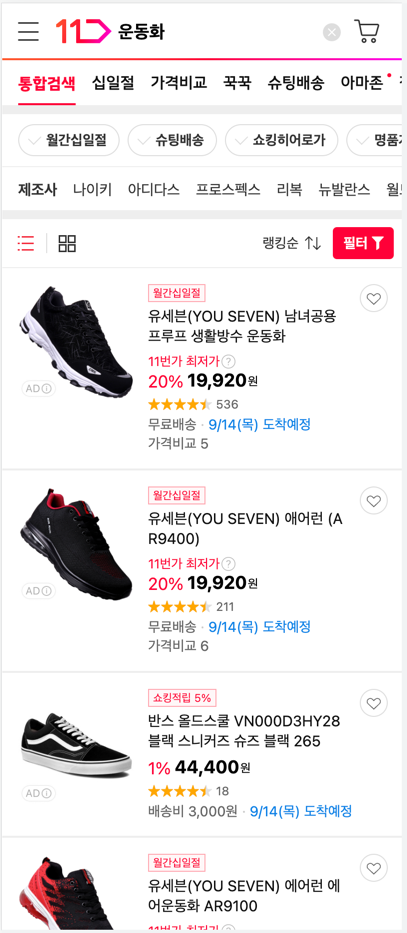 11
운동화
통합검색 십일절 가격비교 꾹꾹 슈팅배송 아마존
월간십일절 슈팅배송 쇼킹히어로가 명품
제조사 나이키 아디다스 프로스펙스 리복 뉴발란스 월드
랭킹순 필터
월간십일절
유세븐(YOU SEVEN) 남녀공용
프루프 생활방수 운동화
11번가 최저가 ?
20% 19,920원
536
AD
무료배송 · 9/14(목) 도착예정
가격비교 5
월간십일절
유세븐(YOU SEVEN) 애어런 (A
R9400)
11번가 최저가 ?
20% 19,920원
AD
211
무료배송 · 9/14(목) 도착예정
가격비교 6
쇼킹적립 5%
반스 올드스쿨 VN000D3HY28
블랙 스니커즈 슈즈 블랙 265
1% 44,400원
AD
18
배송비 3,000원 · 9/14(목) 도착예정
월간십일절
유세븐(YOU SEVEN) 에어런 에
어운동화 AR9100
11번가 최저가